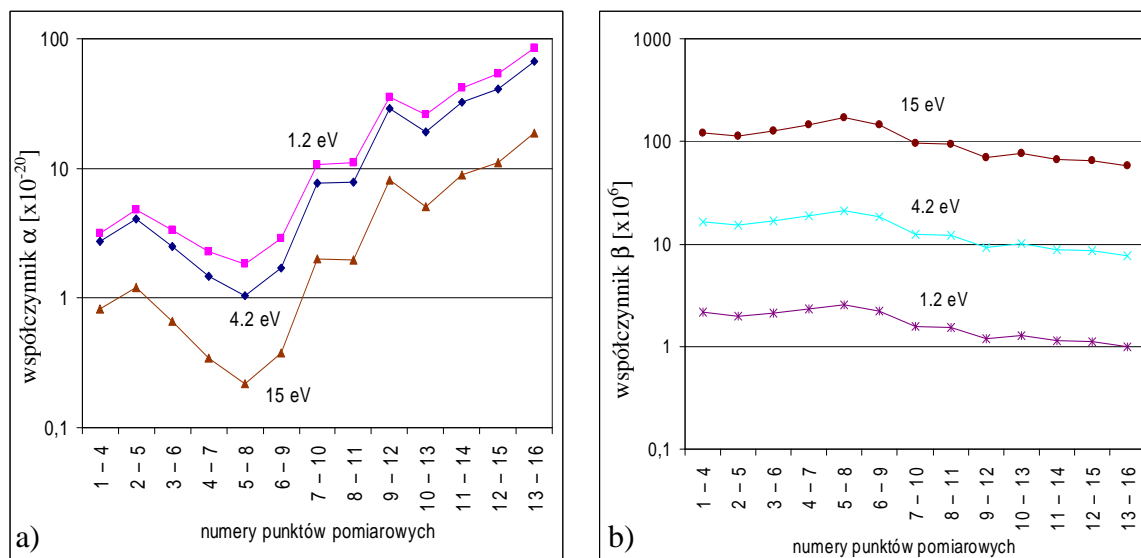 100
10
1
0,1
współczynnik α [x10⁻²⁰]
1.2 eV
4.2 eV
15 eV
1 – 4
2 – 5
3 – 6
4 – 7
5 – 8
6 – 9
7 – 10
8 – 11
9 – 12
10 – 13
11 – 14
12 – 15
13 – 16
numery punktów pomiarowych
a)
1000
100
10
1
0,1
współczynnik β [x10⁶]
15 eV
4.2 eV
1.2 eV
1 – 4
2 – 5
3 – 6
4 – 7
5 – 8
6 – 9
7 – 10
8 – 11
9 – 12
10 – 13
11 – 14
12 – 15
13 – 16
numery punktów pomiarowych
b)